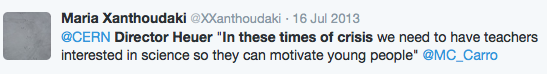 Maria Xanthoudaki @XXanthoudaki · 16 Jul 2013
@CERN Director Heuer "In these times of crisis we need to have teachers
interested in science so they can motivate young people" @MC_Carro